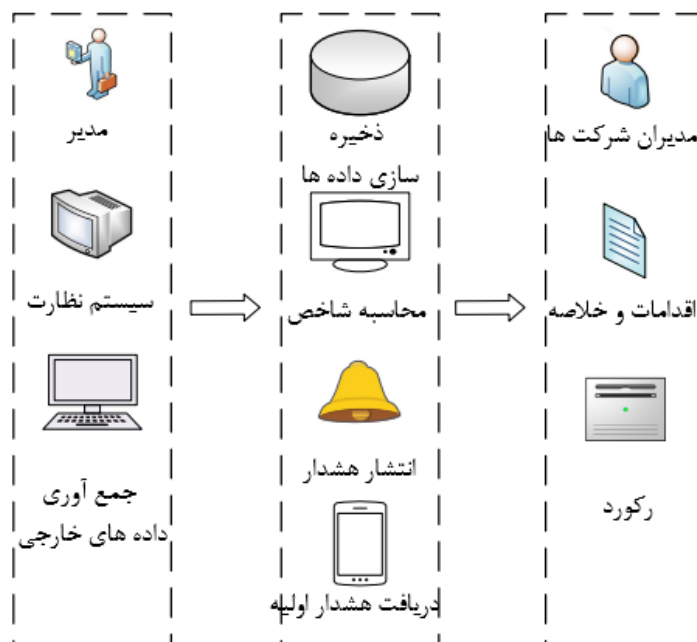 مدیر
سیستم نظارت
جمع آوری
داده های خارجی
ذخیره
سازی داده ها
محاسبه شاخص
انتشار هشدار
دریافت هشدار اولیه
مدیران شرکت ها
اقدامات و خلاصه
رکورد